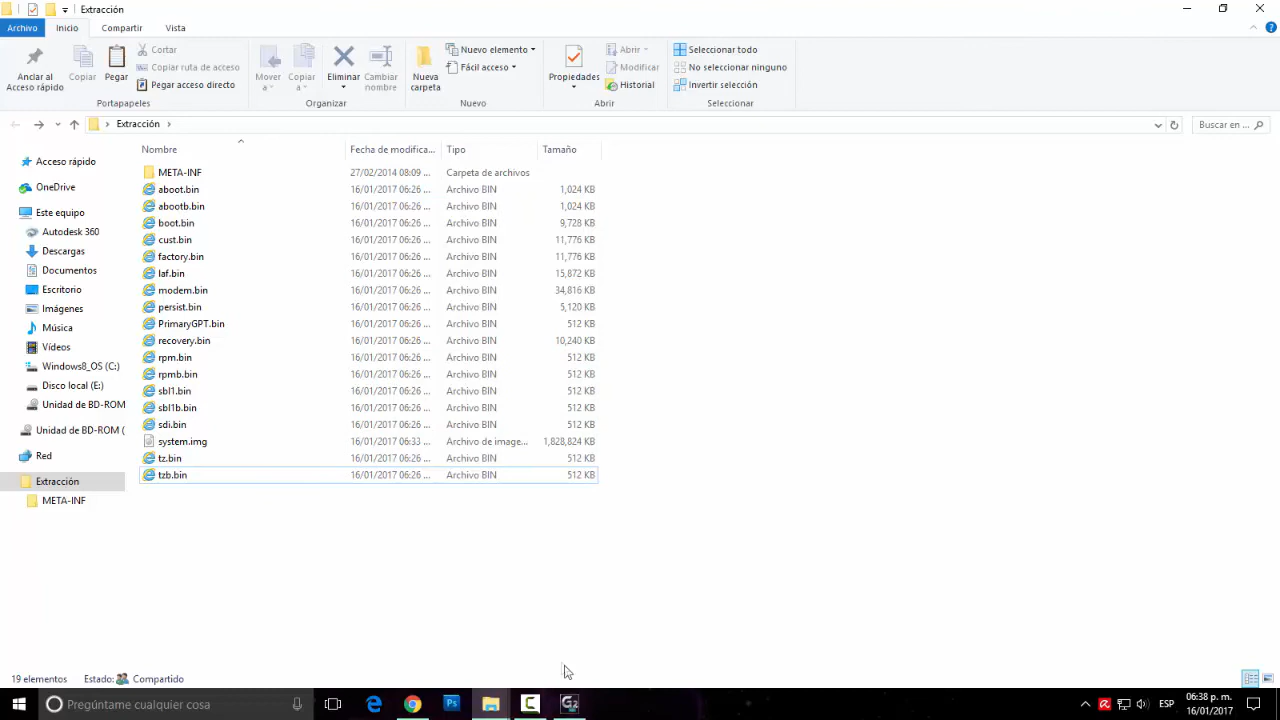 Extracción
Archivo Inicio Compartir Vista
Anclar al Acceso rápido
Copiar
Pegar
Cortar
Copiar ruta de acceso
Pegar acceso directo
Portapapeles
Mover a
Copiar a
Eliminar
Cambiar nombre
Organizar
Nueva carpeta
Nuevo elemento
Fácil acceso
Nuevo
Propiedades
Abrir
Modificar
Historial
Abrir
Seleccionar todo
No seleccionar ninguno
Invertir selección
Seleccionar
Extracción
Buscar en ...
Nombre Fecha de modifica... Tipo Tamaño
META-INF 27/02/2014 08:09 ... Carpeta de archivos
aboot.bin 16/01/2017 06:26 ... Archivo BIN 1,024 KB
abootb.bin 16/01/2017 06:26 ... Archivo BIN 1,024 KB
boot.bin 16/01/2017 06:26 ... Archivo BIN 9,728 KB
cust.bin 16/01/2017 06:26 ... Archivo BIN 11,776 KB
factory.bin 16/01/2017 06:26 ... Archivo BIN 11,776 KB
laf.bin 16/01/2017 06:26 ... Archivo BIN 15,872 KB
modem.bin 16/01/2017 06:26 ... Archivo BIN 34,816 KB
persist.bin 16/01/2017 06:26 ... Archivo BIN 5,120 KB
PrimaryGPT.bin 16/01/2017 06:26 ... Archivo BIN 512 KB
recovery.bin 16/01/2017 06:26 ... Archivo BIN 10,240 KB
rpm.bin 16/01/2017 06:26 ... Archivo BIN 512 KB
rpmb.bin 16/01/2017 06:26 ... Archivo BIN 512 KB
sbl1.bin 16/01/2017 06:26 ... Archivo BIN 512 KB
sbl1b.bin 16/01/2017 06:26 ... Archivo BIN 512 KB
sdi.bin 16/01/2017 06:26 ... Archivo BIN 512 KB
system.img 16/01/2017 06:33 ... Archivo de image... 1,828,824 KB
tz.bin 16/01/2017 06:26 ... Archivo BIN 512 KB
tzb.bin 16/01/2017 06:26 ... Archivo BIN 512 KB
Acceso rápido
OneDrive
Este equipo
Autodesk 360
Descargas
Documentos
Escritorio
Imágenes
Música
Vídeos
Windows8_OS (C:)
Disco local (E:)
Unidad de BD-ROM
Unidad de BD-ROM (
Red
Extracción
META-INF
19 elementos Estado: Compartido
Pregúntame cualquier cosa
Ps
G2
ESP
06:38 p. m.
16/01/2017